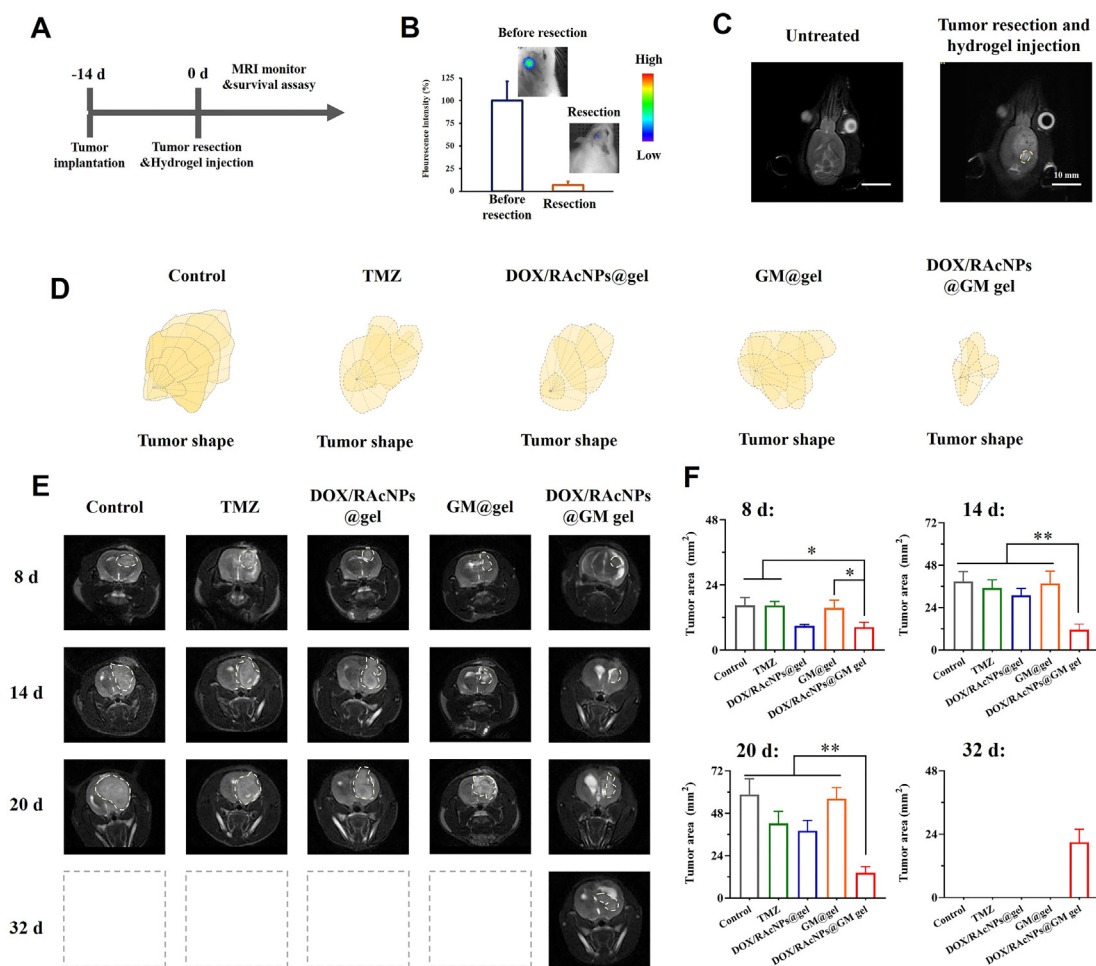 A
-14 d
0 d
MRI monitor
&survival assasy
Tumor
implantation
Tumor resection
&Hydrogel injection
B
Before resection
Resection
High
Low
Flourescence intensity (%)
125
100
75
50
25
0
Before
resection
Resection
C
Untreated
Tumor resection and
hydrogel injection
10 mm
D
Control
TMZ
DOX/RAcNPs@gel
GM@gel
DOX/RAcNPs
@GM gel
Tumor shape
Tumor shape
Tumor shape
Tumor shape
Tumor shape
E
Control
TMZ
DOX/RAcNPs
@gel
GM@gel
DOX/RAcNPs
@GM gel
8 d
14 d
20 d
32 d
F
8 d:
Tumor area (mm²)
48
24
0
*
*
Control
TMZ
DOX/RAcNPs@gel
GM@gel
DOX/RAcNPs@GM gel
14 d:
Tumor area (mm²)
72
48
24
0
**
Control
TMZ
DOX/RAcNPs@gel
GM@gel
DOX/RAcNPs@GM gel
20 d:
Tumor area (mm²)
72
48
24
0
**
Control
TMZ
DOX/RAcNPs@gel
GM@gel
DOX/RAcNPs@GM gel
32 d:
Tumor area (mm²)
72
24
0
Control
TMZ
DOX/RAcNPs@gel
GM@gel
DOX/RAcNPs@GM gel